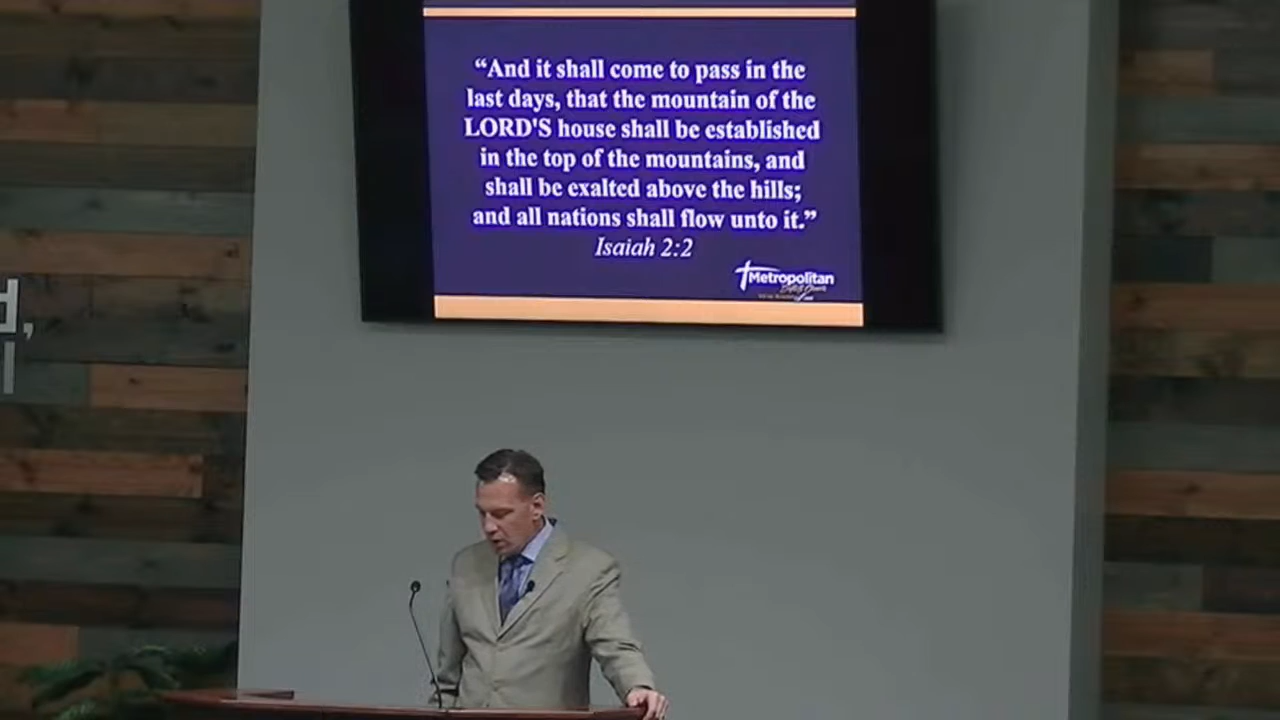 “And it shall come to pass in the
last days, that the mountain of the
LORD'S house shall be established
in the top of the mountains, and
shall be exalted above the hills;
and all nations shall flow unto it.”
Isaiah 2:2
Metropolitan
d,